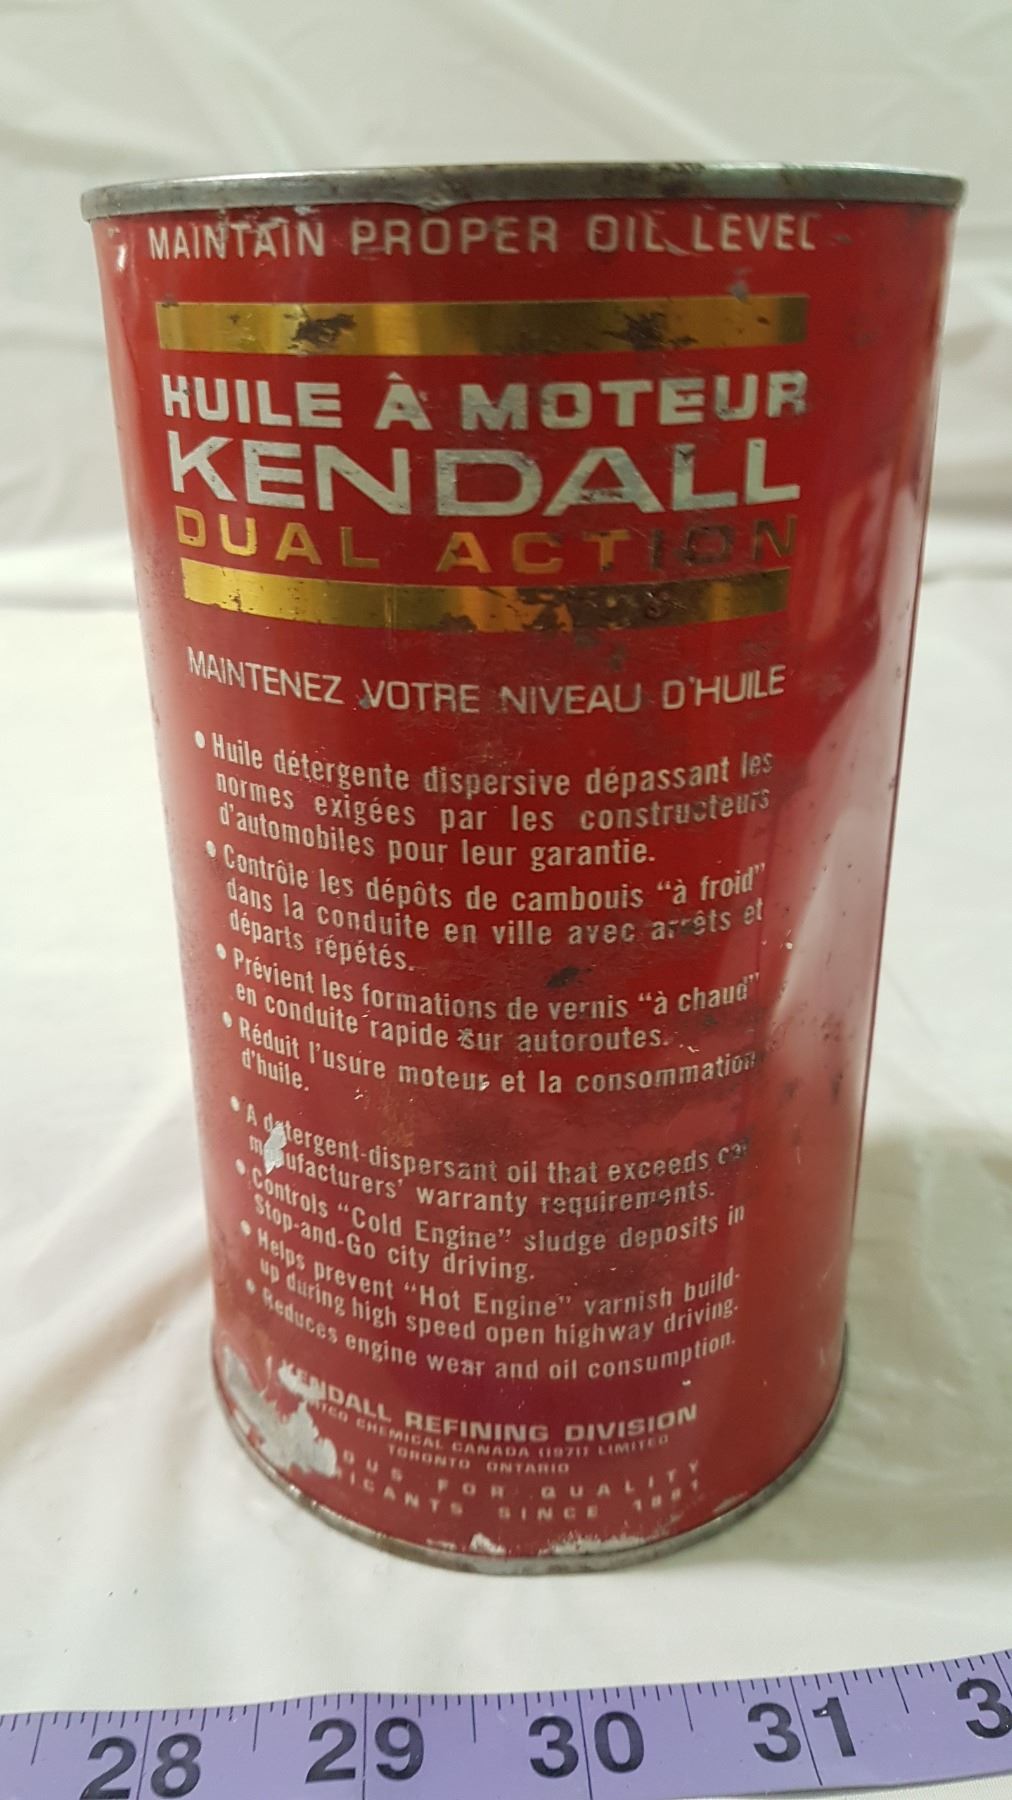 MAINTAIN PROPER OIL LEVEL
HUILE À MOTEUR
KENDALL
DUAL ACTION
MAINTENEZ VOTRE NIVEAU D'HUILE
• Huile détergente dispersive dépassant les
normes exigées par les constructeurs
d'automobiles pour leur garantie.
• Contrôle les dépôts de cambouis "à froid"
dans la conduite en ville avec arrêts et
départs répétés.
• Prévient les formations de vernis "à chaud"
en conduite rapide sur autoroutes.
• Réduit l'usure moteur et la consommation
d'huile.
• A detergent-dispersant oil that exceeds car
manufacturers' warranty requirements.
• Controls "Cold Engine" sludge deposits in
Stop-and-Go city driving.
• Helps prevent "Hot Engine" varnish build-
up during high speed open highway driving.
• Reduces engine wear and oil consumption.
KENDALL REFINING DIVISION
CHEMICAL CANADA (1971) LIMITED
TORONTO ONTARIO
FOR QUALITY
SINCE 1881
28 29 30 31